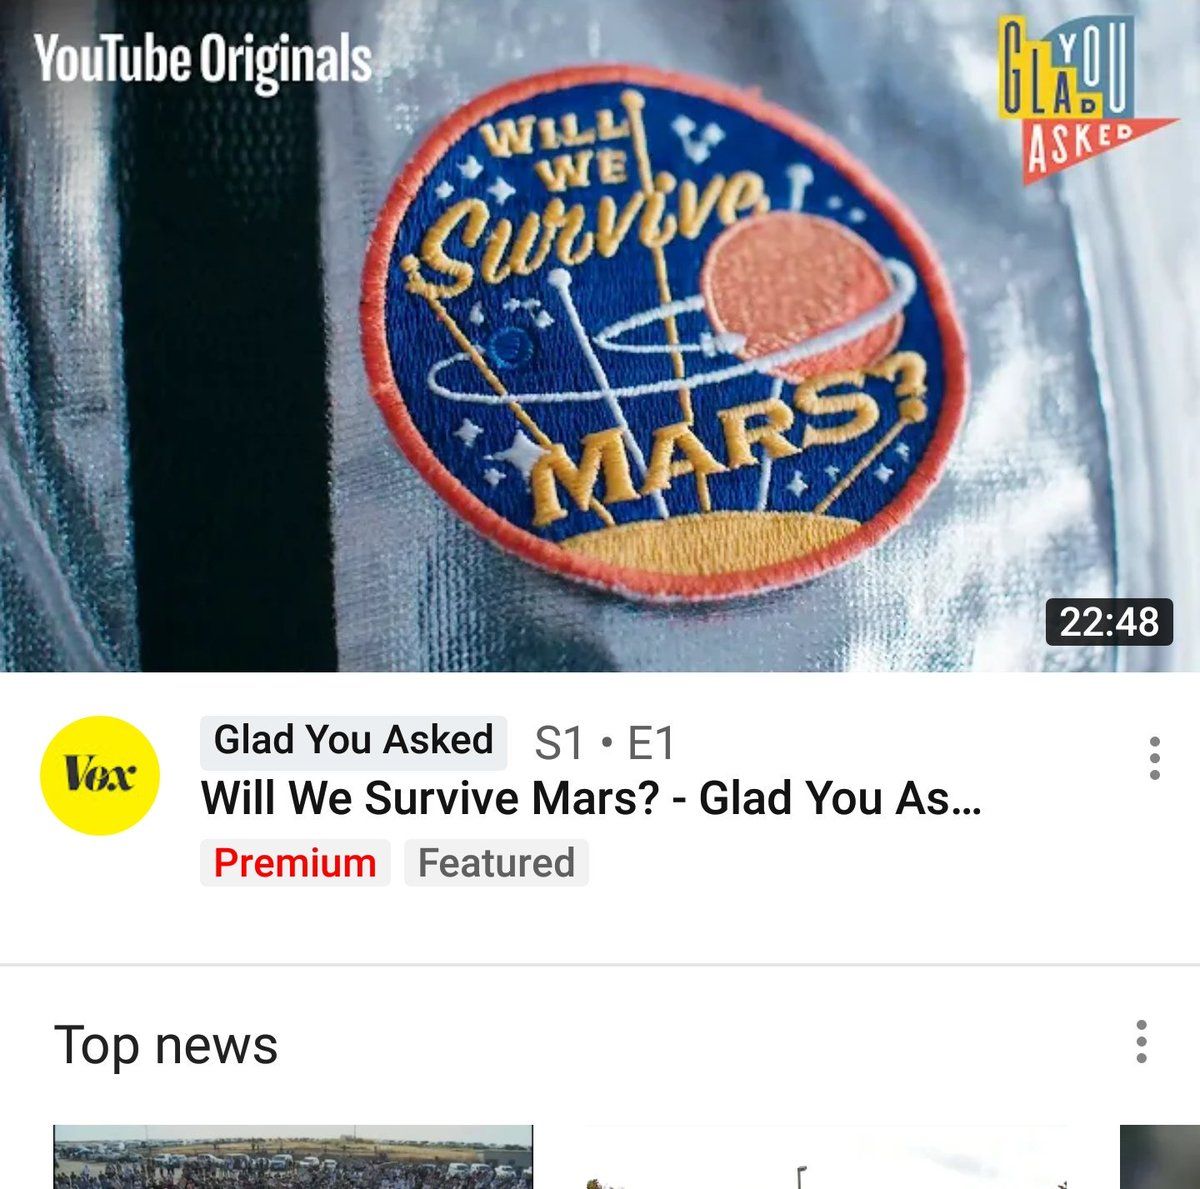 YouTube Originals
GLAD YOU
ASKED
WILL
WE
Survive
MARS?
22:48
Vox
Glad You Asked S1 • E1
Will We Survive Mars? - Glad You As...
Premium Featured
Top news